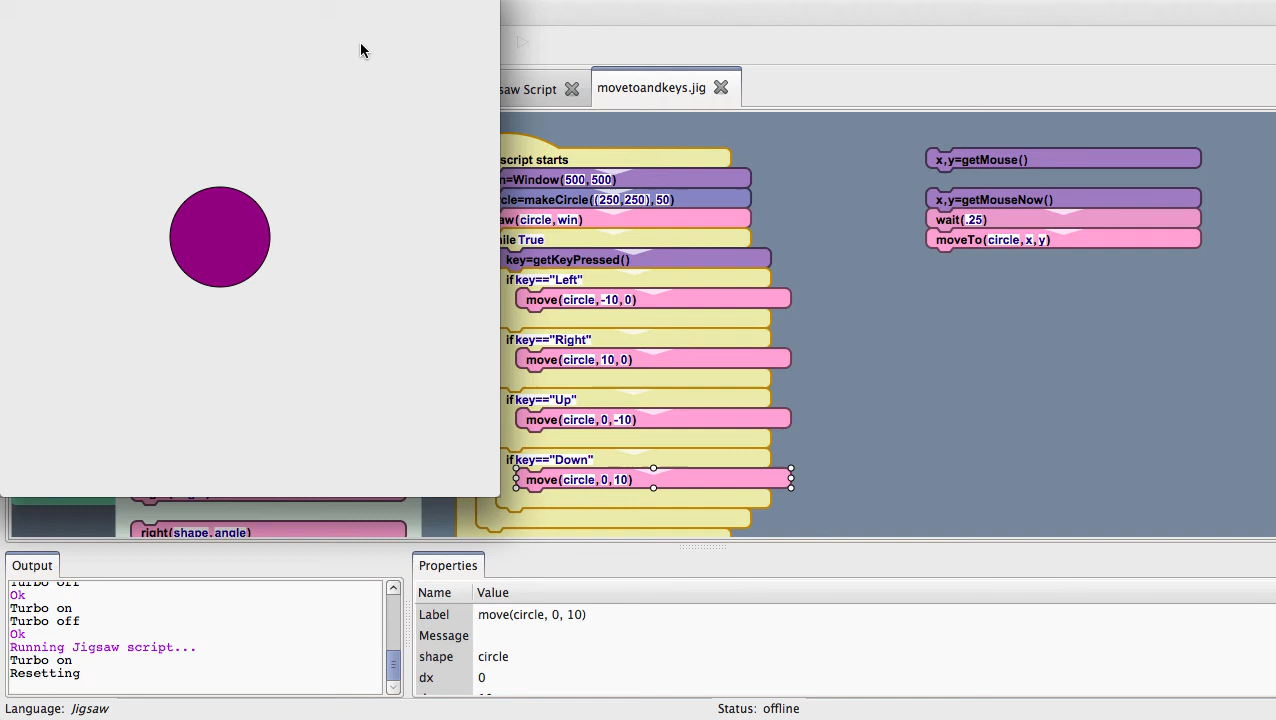 saw Script
movetoandkeys.jig
script starts
n=Window(500,500)
cle=makeCircle((250,250),50)
aw(circle,win)
ile True
key=getKeyPressed()
if key=="Left"
move(circle,-10,0)
if key=="Right"
move(circle,10,0)
if key=="Up"
move(circle,0,-10)
if key=="Down"
move(circle,0,10)
x,y=getMouse()
x,y=getMouseNow()
wait(.25)
moveTo(circle,x,y)
right(shape,angle)
Output
Turbo off
Ok
Turbo on
Turbo off
Ok
Running Jigsaw script...
Turbo on
Resetting
Properties
Name Value
Label move(circle, 0, 10)
Message
shape circle
dx 0
Language: Jigsaw
Status: offline